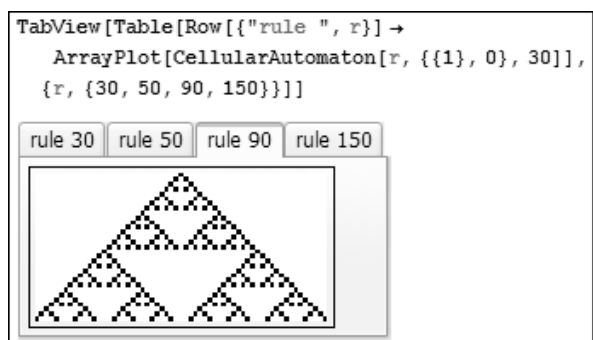 TabView[Table[Row[{"rule ", r}] →
ArrayPlot[CellularAutomaton[r, {{1}, 0}, 30]],
{r, {30, 50, 90, 150}}]]
rule 30 rule 50 rule 90 rule 150